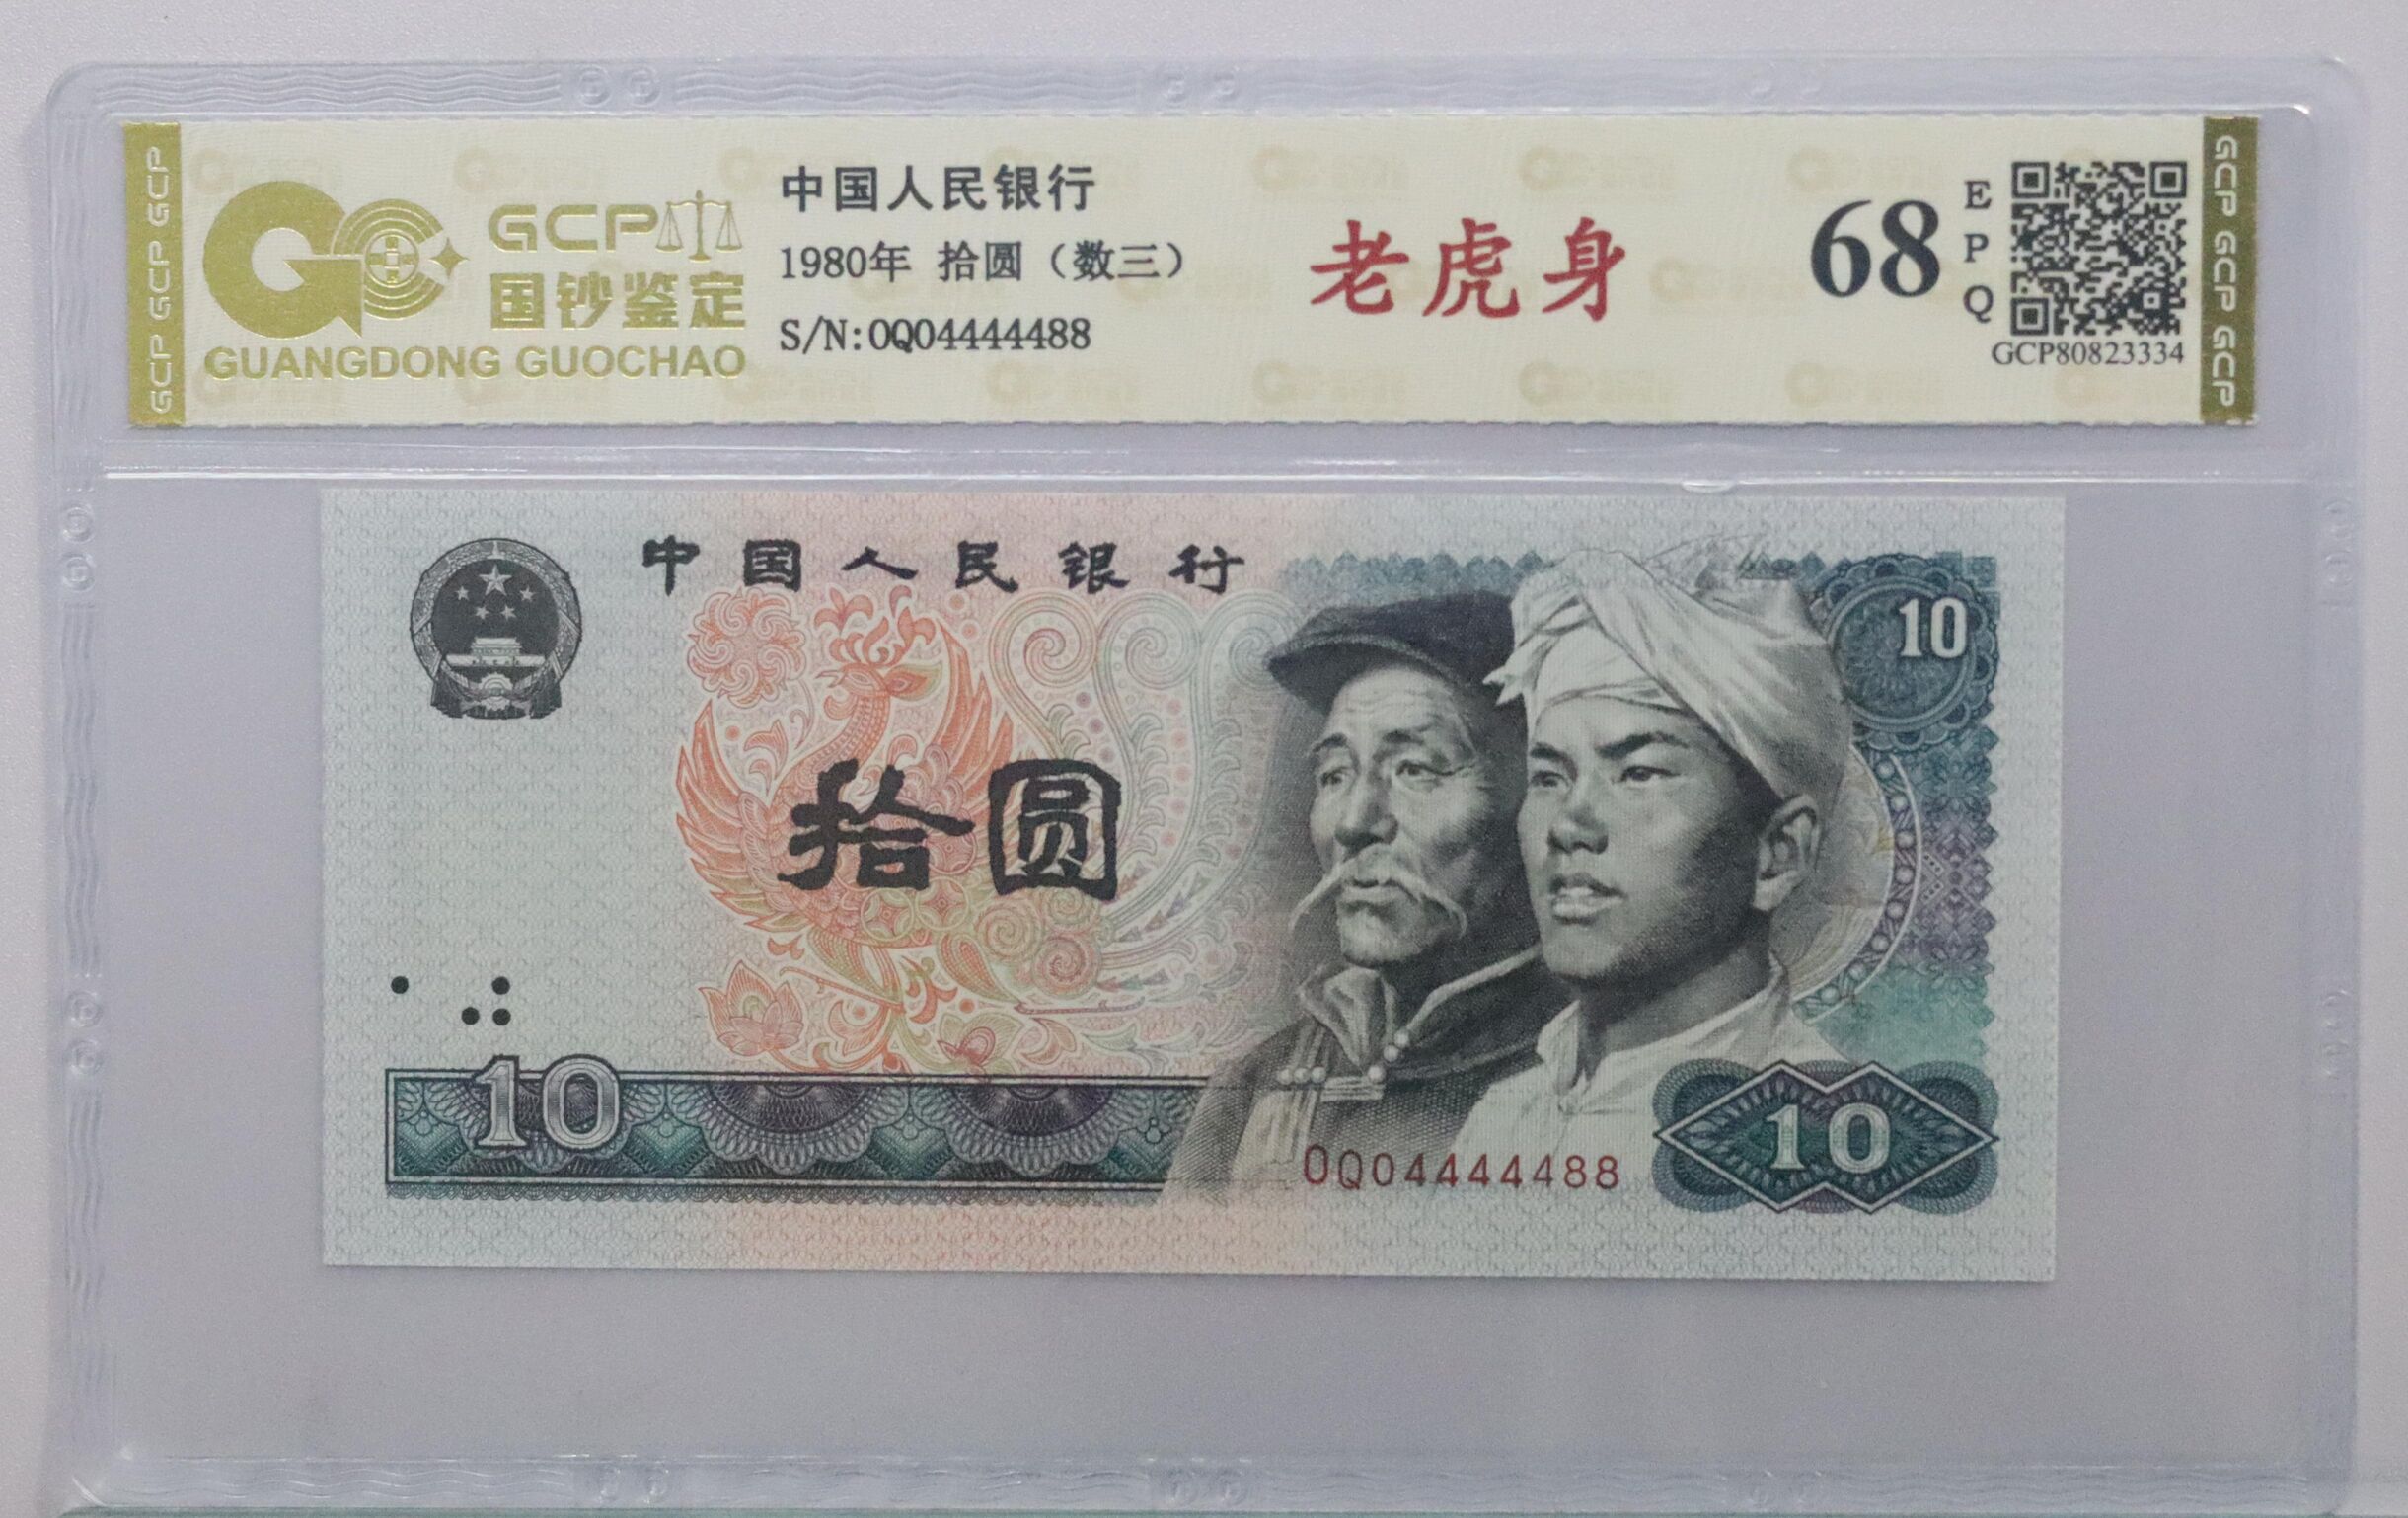 GCP GCP GCP
GCP
国钞鉴定
GUANGDONG GUOCHAO
中国人民银行
1980年 拾圆（数三）
S/N:OQ04444488
老虎身
68
E
P
Q
GCP80823334
GCP GCP GCP
中国人民银行
10
拾圆
10
OQ04444488
10